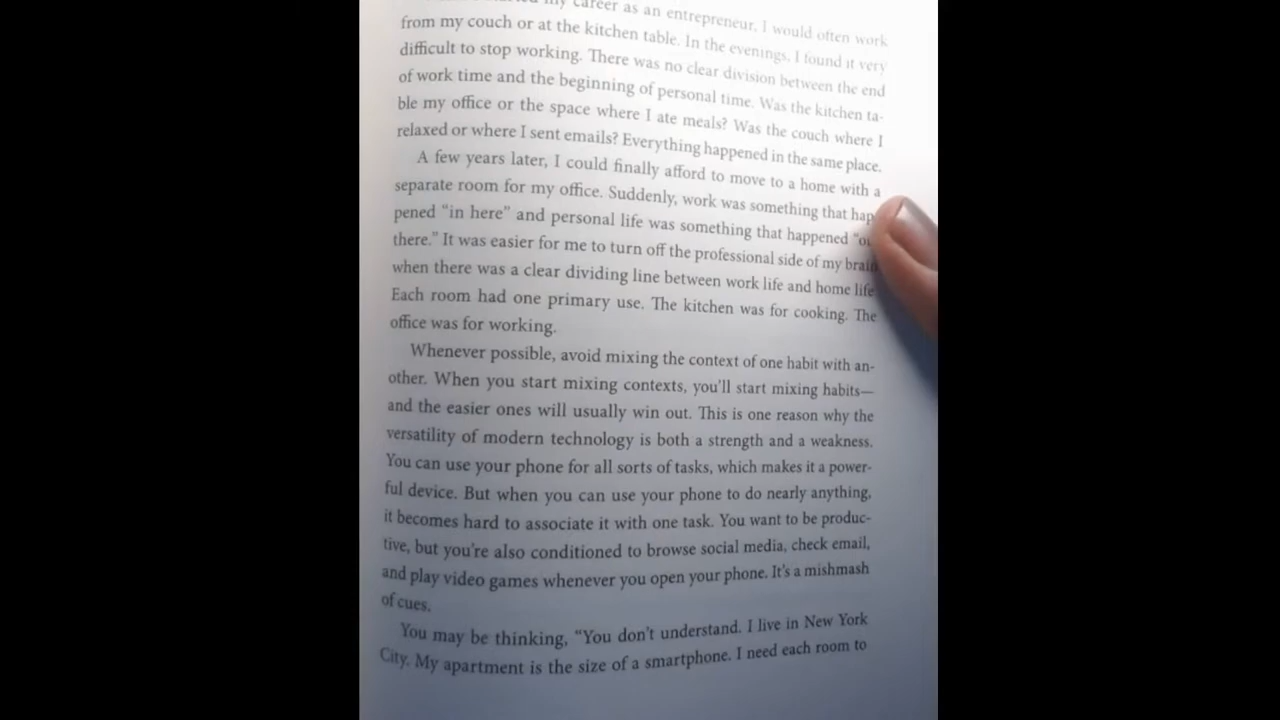 my career as an entrepreneur, I would often work
from my couch or at the kitchen table. In the evenings, I found it very
difficult to stop working. There was no clear division between the end
of work time and the beginning of personal time. Was the kitchen ta-
ble my office or the space where I ate meals? Was the couch where I
relaxed or where I sent emails? Everything happened in the same place.
A few years later, I could finally afford to move to a home with a
separate room for my office. Suddenly, work was something that hap
pened “in here” and personal life was something that happened “ou
there.” It was easier for me to turn off the professional side of my brain
when there was a clear dividing line between work life and home life
Each room had one primary use. The kitchen was for cooking. The
office was for working.
Whenever possible, avoid mixing the context of one habit with an-
other. When you start mixing contexts, you’ll start mixing habits—
and the easier ones will usually win out. This is one reason why the
versatility of modern technology is both a strength and a weakness.
You can use your phone for all sorts of tasks, which makes it a power-
ful device. But when you can use your phone to do nearly anything,
it becomes hard to associate it with one task. You want to be produc-
tive, but you’re also conditioned to browse social media, check email,
and play video games whenever you open your phone. It’s a mishmash
of cues.
You may be thinking, “You don’t understand. I live in New York
City. My apartment is the size of a smartphone. I need each room to